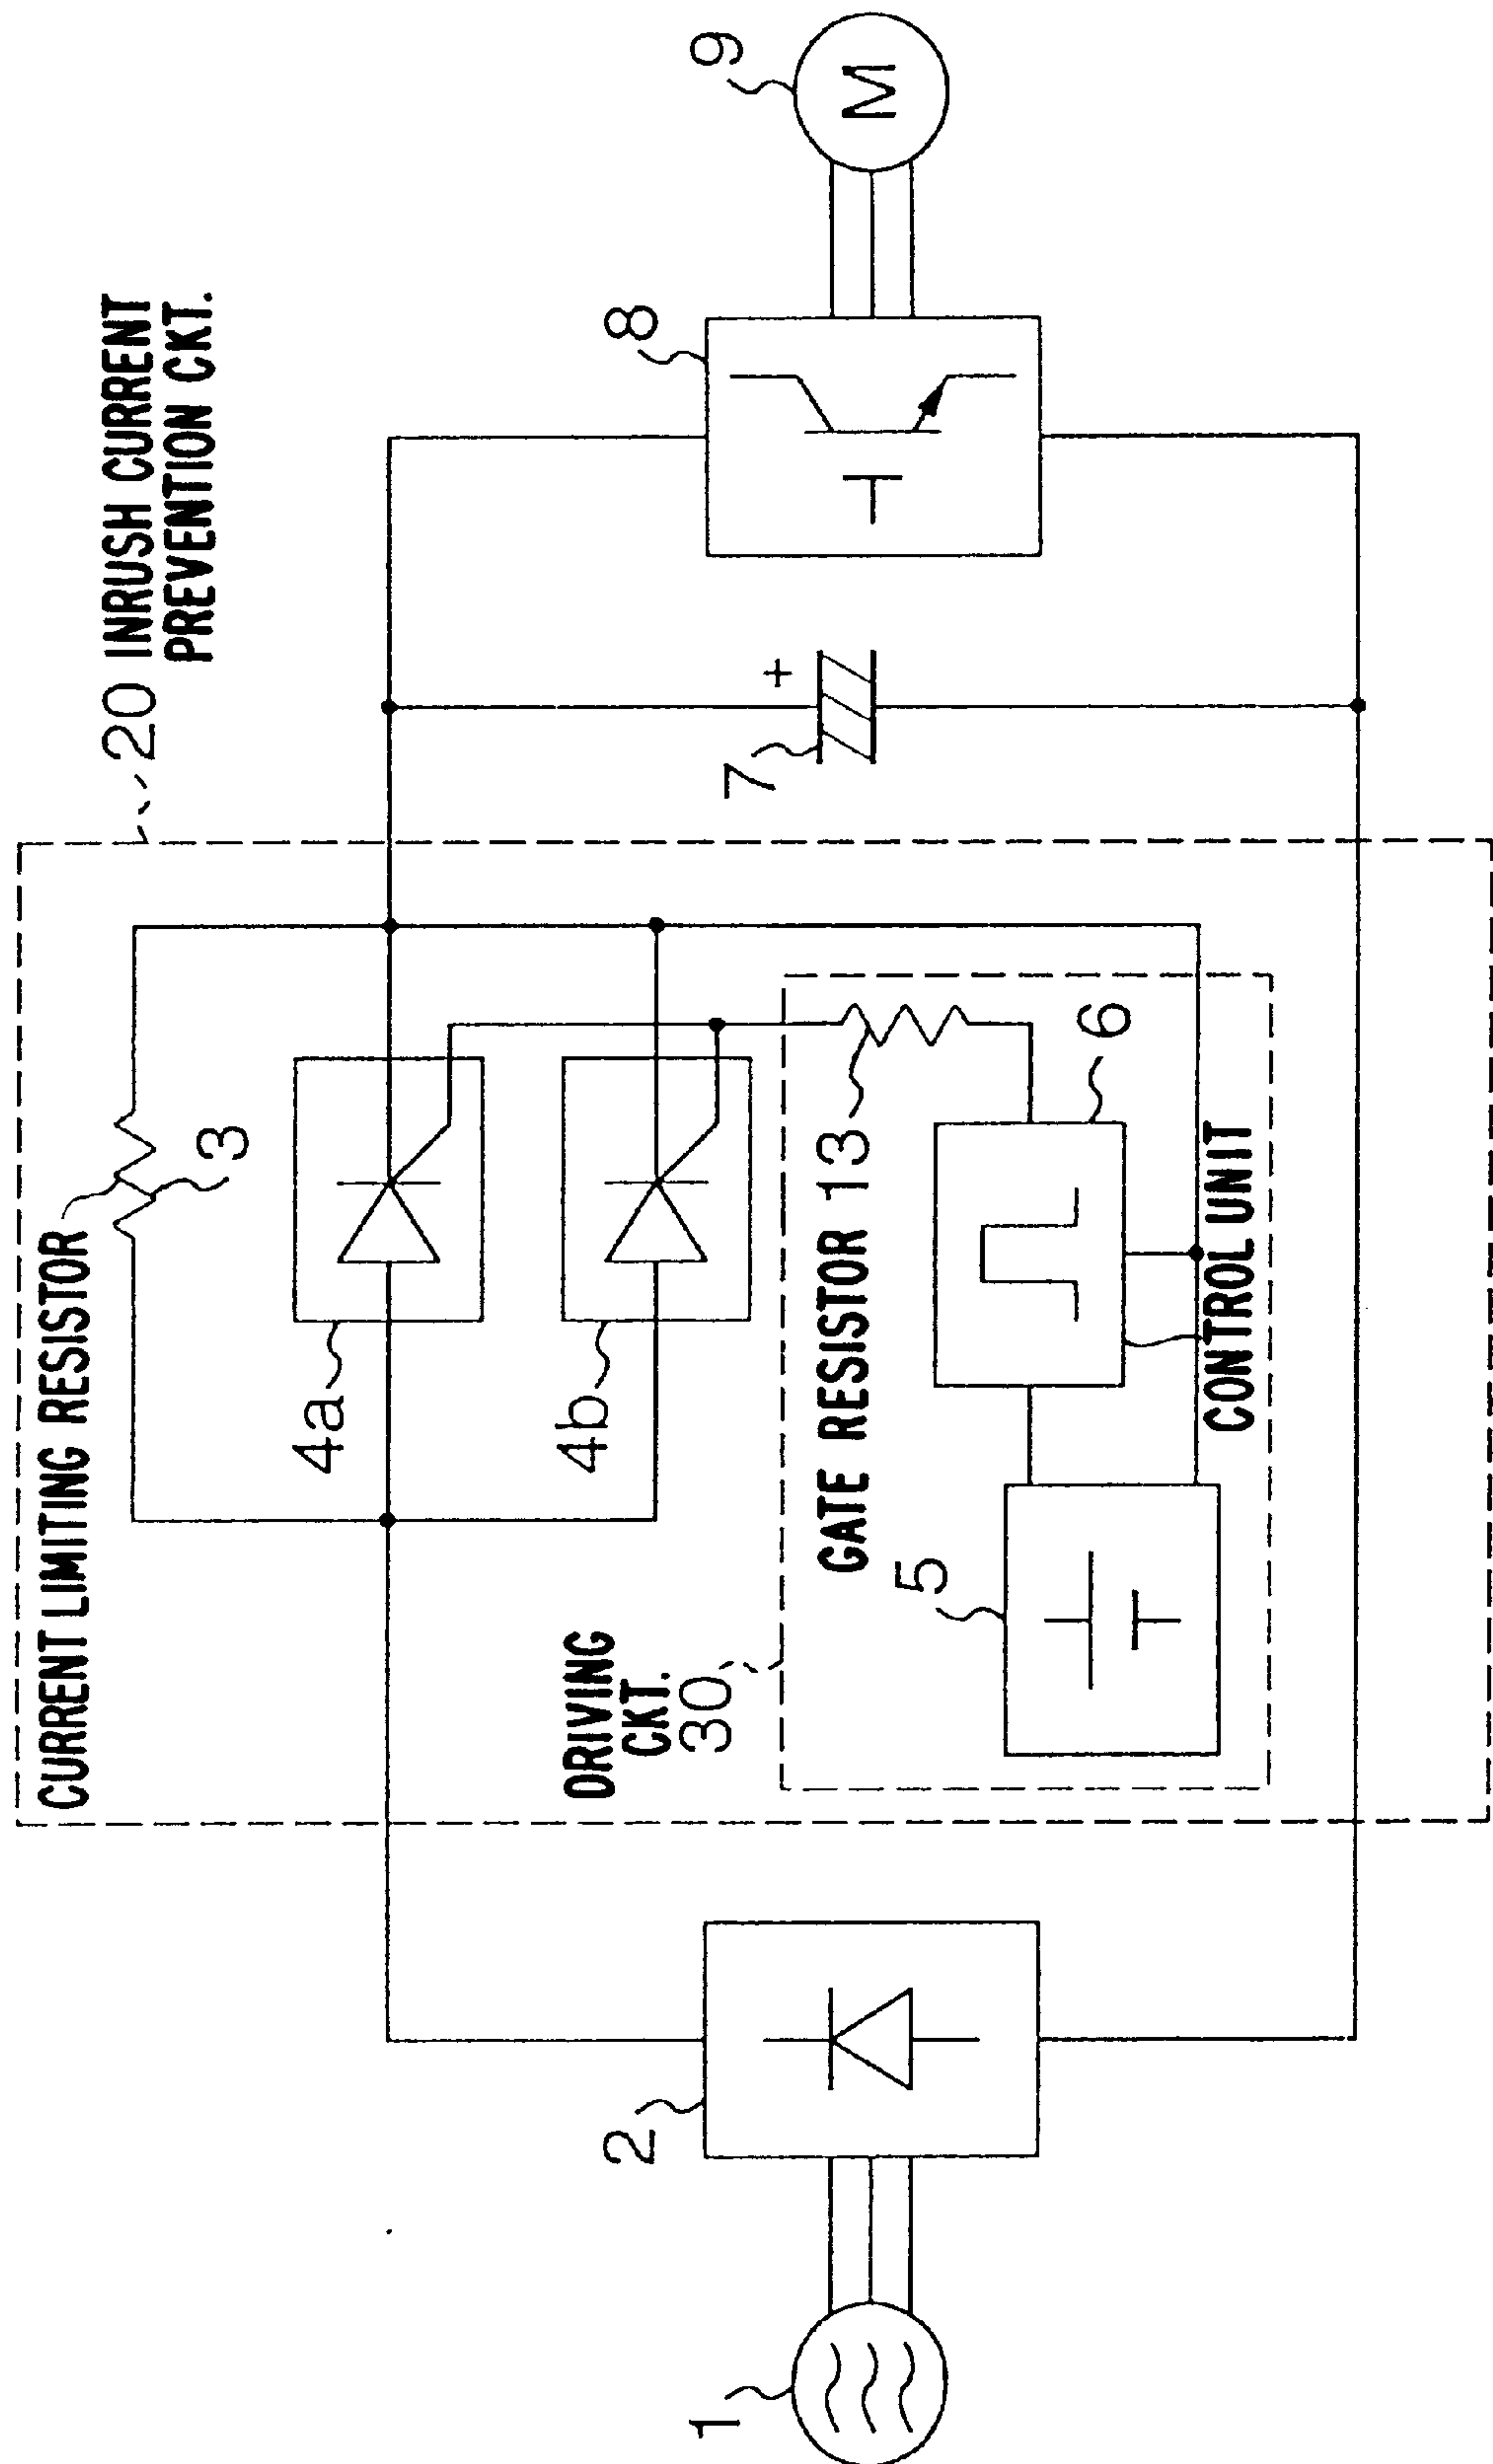 20 INRUSH CURRENT
PREVENTION CKT.
CURRENT LIMITING RESISTOR
3
4a
4b
DRIVING
CKT.
30
GATE RESISTOR 13
5
6
CONTROL UNIT
1
2
7
+
8
9
M